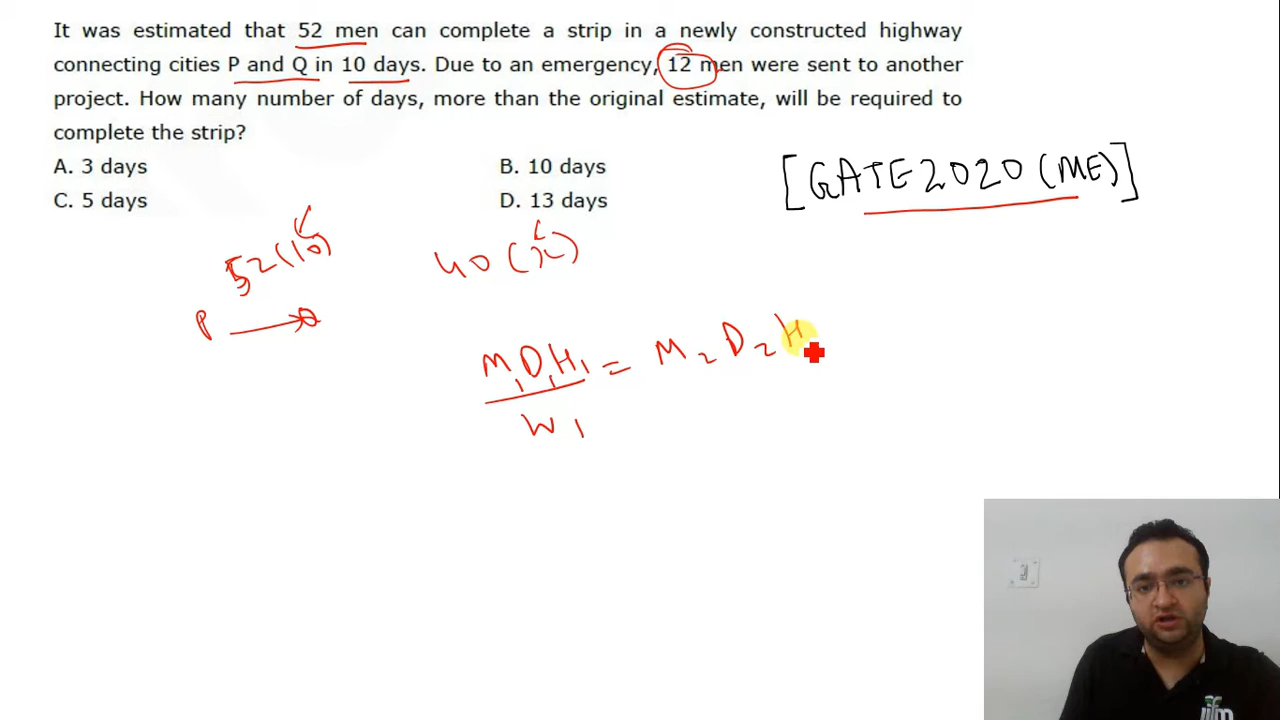 It was estimated that 52 men can complete a strip in a newly constructed highway
connecting cities P and Q in 10 days. Due to an emergency, 12 men were sent to another
project. How many number of days, more than the original estimate, will be required to
complete the strip?
A. 3 days
B. 10 days
C. 5 days
D. 13 days
[GATE 2020 (ME)]
52 (10)
40 (x)
P → Q
M1D1H1 = M2D2H
W1